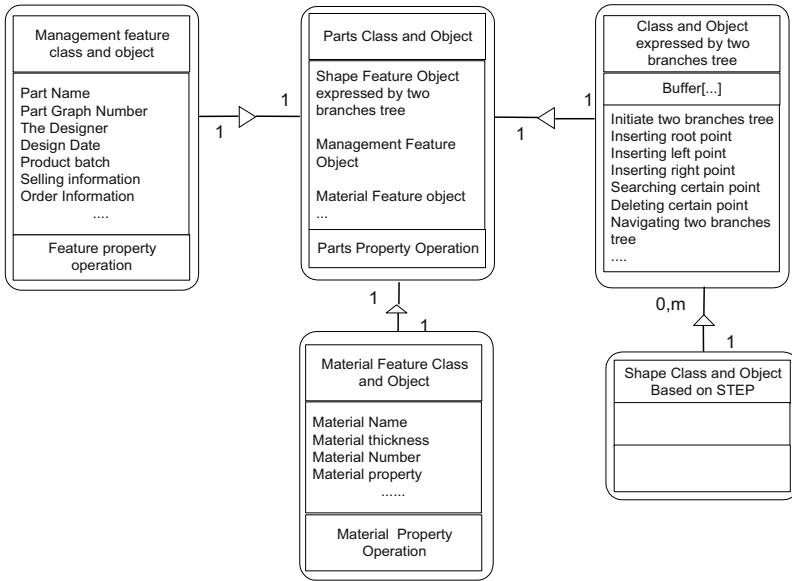 Management feature
class and object
Part Name
Part Graph Number
The Designer
Design Date
Product batch
Selling information
Order Information
....
Feature property
operation
1
1
Parts Class and Object
Shape Feature Object
expressed by two
branches tree
Management Feature
Object
Material Feature object
...
Parts Property Operation
1
1
Class and Object
expressed by two
branches tree
Buffer[...]
Initiate two branches tree
Inserting root point
Inserting left point
Inserting right point
Searching certain point
Deleting certain point
Navigating two branches
tree
....
1
1
Material Feature Class
and Object
Material Name
Material thickness
Material Number
Material property
......
Material Property
Operation
0,m
1
Shape Class and Object
Based on STEP